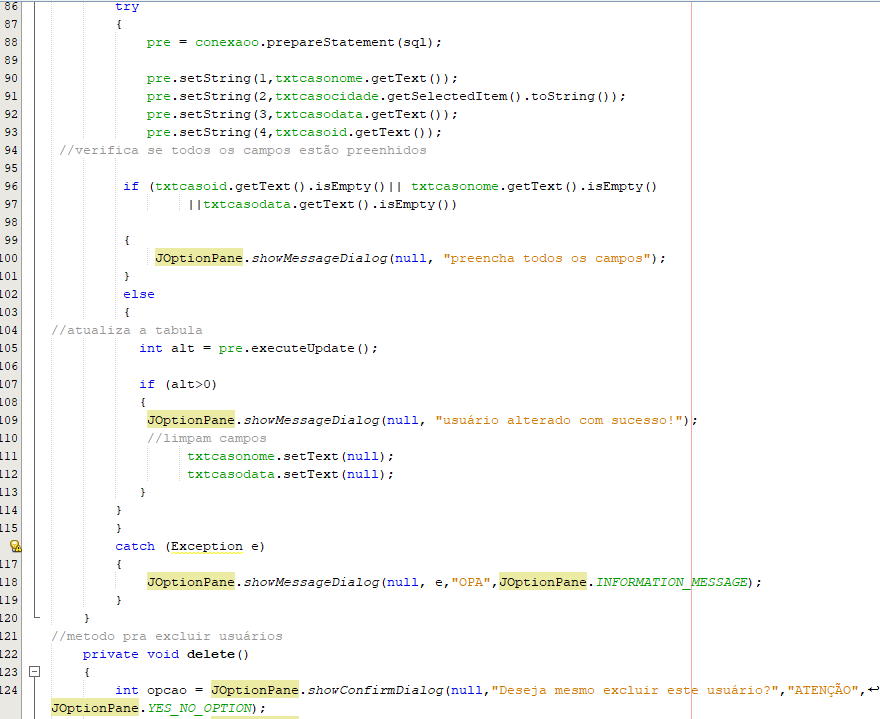 86 try
87 {
88 pre = conexaoo.prepareStatement(sql);
89
90 pre.setString(1,txtcasonome.getText());
91 pre.setString(2,txtcasocidade.getSelectedItem().toString());
92 pre.setString(3,txtcasodata.getText());
93 pre.setString(4,txtcasoid.getText());
94 //verifica se todos os campos estão preenhidos
95
96 if (txtcasoid.getText().isEmpty()|| txtcasonome.getText().isEmpty()
97 ||txtcasodata.getText().isEmpty())
98
99 {
100 JOptionPane.showMessageDialog(null, "preencha todos os campos");
101 }
102 else
103 {
104 //atualiza a tabula
105 int alt = pre.executeUpdate();
106
107 if (alt>0)
108 {
109 JOptionPane.showMessageDialog(null, "usuário alterado com sucesso!");
110 //limpam campos
111 txtcasonome.setText(null);
112 txtcasodata.setText(null);
113 }
114 }
115 }
catch (Exception e)
117 {
118 JOptionPane.showMessageDialog(null, e,"OPA",JOptionPane.INFORMATION_MESSAGE);
119 }
120 }
121 //metodo pra excluir usuários
122 private void delete()
123 {
124 int opcao = JOptionPane.showConfirmDialog(null,"Deseja mesmo excluir este usuário?","ATENÇÃO",↩
JOptionPane.YES_NO_OPTION);